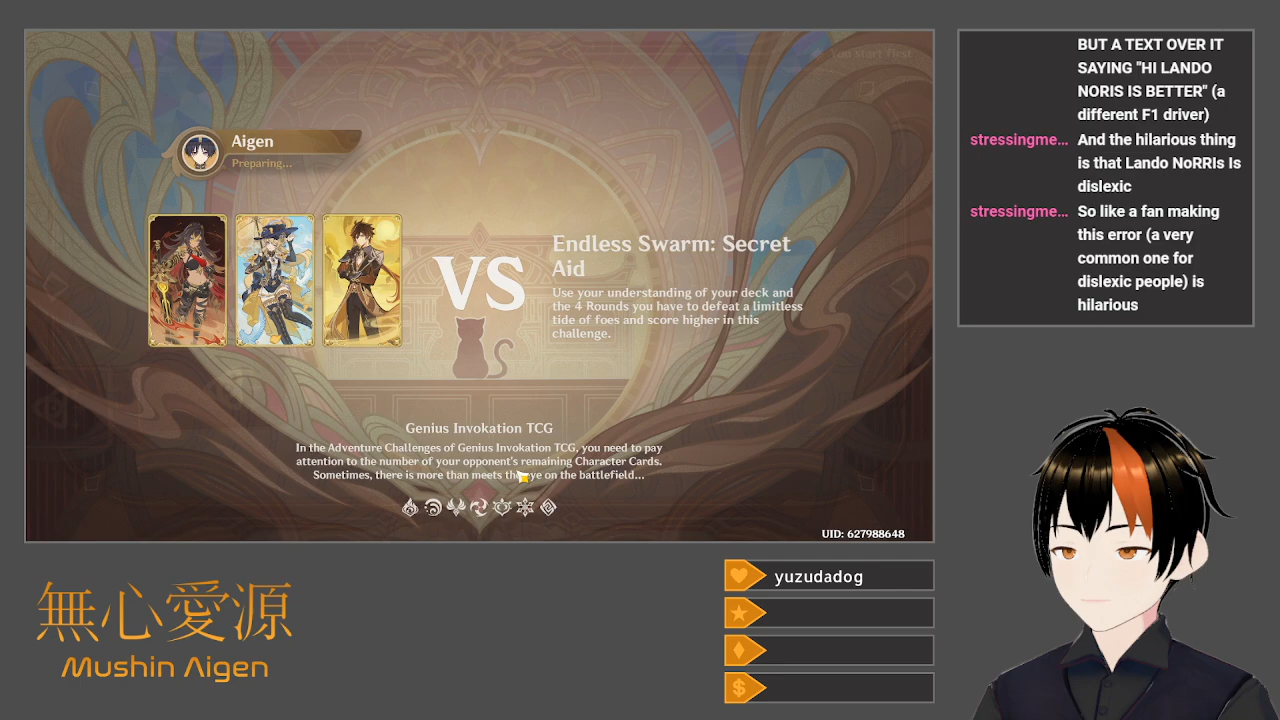 You start first
Aigen
Preparing...
VS
Endless Swarm: Secret
Aid
Use your understanding of your deck and
the 4 Rounds you have to defeat a limitless
tide of foes and score higher in this
challenge.
Genius Invokation TCG
In the Adventure Challenges of Genius Invokation TCG, you need to pay
attention to the number of your opponent's remaining Character Cards.
Sometimes, there is more than meets the eye on the battlefield...
UID: 627988648
BUT A TEXT OVER IT
SAYING "HI LANDO
NORIS IS BETTER" (a
different F1 driver)
stressingme... And the hilarious thing
is that Lando NoRRIs Is
dislexic
stressingme... So like a fan making
this error (a very
common one for
dislexic people) is
hilarious
無心愛源
Mushin Aigen
yuzudadog